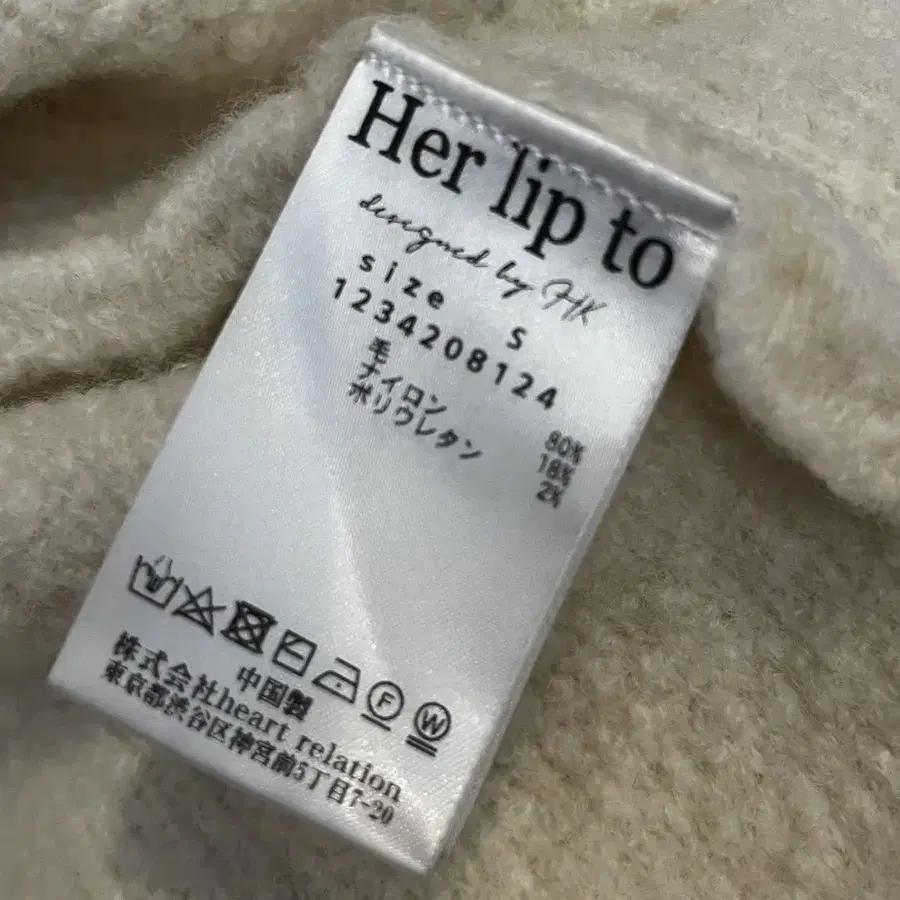 Her lip to
designed by HK
size S
1234208124
毛 80%
ナイロン 18%
ポリウレタン 2%
F W
中国製
株式会社heart relation
東京都渋谷区神宮前5丁目7-20